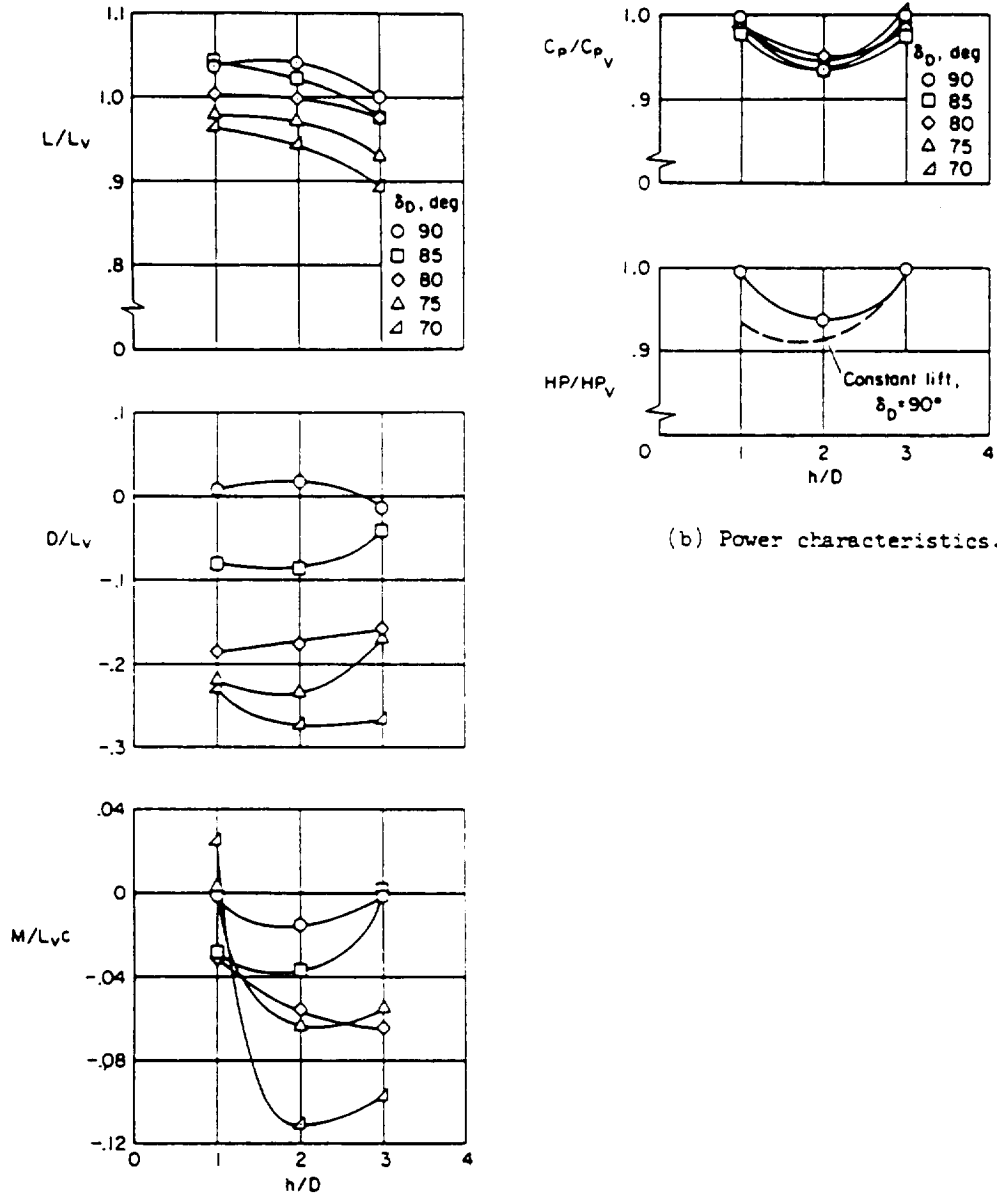 1.1
1.0
L/Lv
.9
.8
0
δD, deg
90
85
80
75
70
.1
0
D/Lv
-.1
-.2
-.3
.04
0
M/Lvc
-.04
-.08
-.12
0 1 2 3 4
h/D
1.0
CP/CPv
.9
0
δD, deg
90
85
80
75
70
1.0
.9
HP/HPv
Constant lift,
δD=90°
0 1 2 3 4
h/D
(b) Power characteristics.